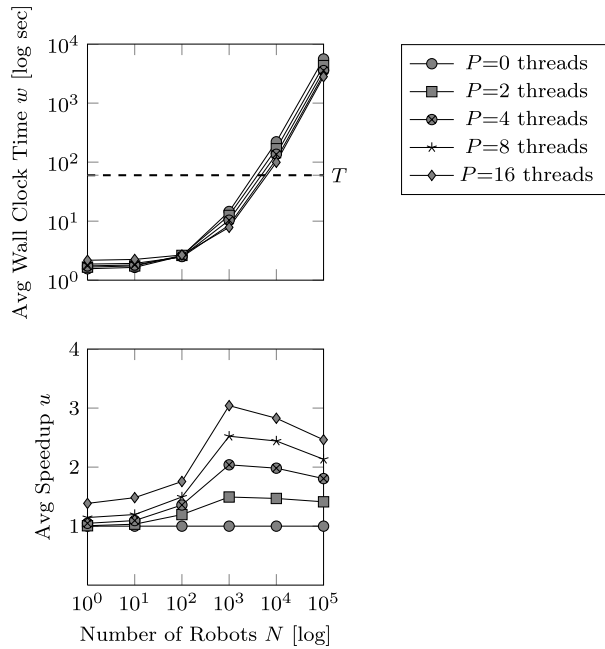 Avg Wall Clock Time w [log sec]
10^4
10^3
10^2
10^1
10^0
T
P=0 threads
P=2 threads
P=4 threads
P=8 threads
P=16 threads
Avg Speedup u
4
3
2
1
10^0 10^1 10^2 10^3 10^4 10^5
Number of Robots N [log]